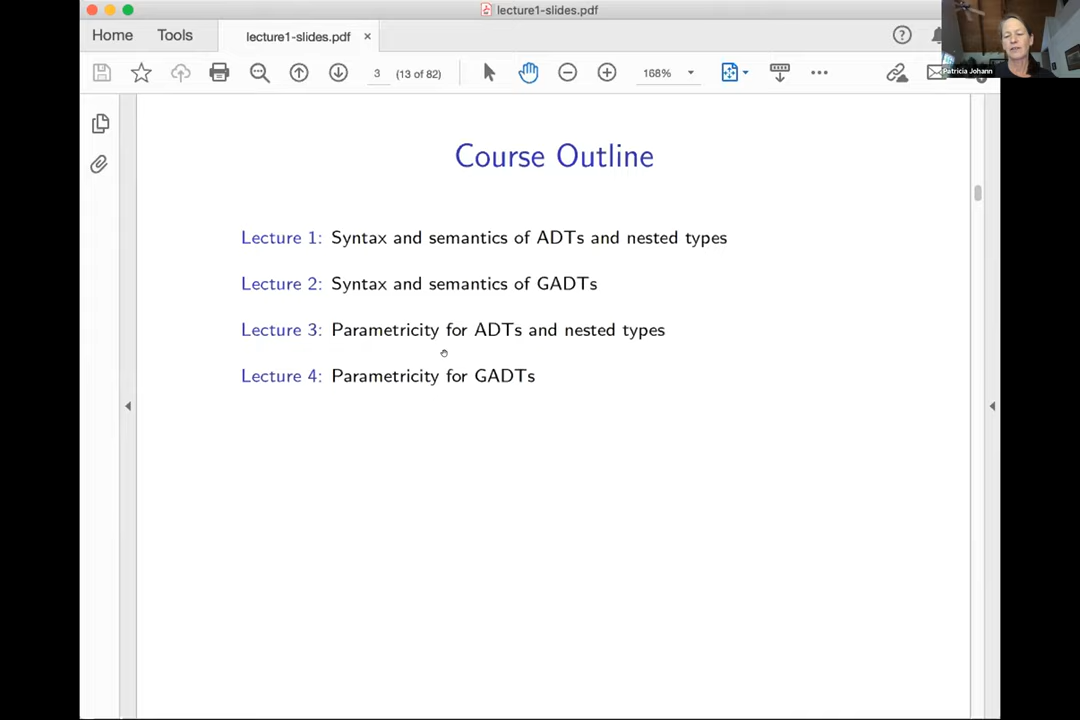 lecture1-slides.pdf
Home Tools lecture1-slides.pdf ×
3 (13 of 82) 168%
Patricia Johann
Course Outline
Lecture 1: Syntax and semantics of ADTs and nested types
Lecture 2: Syntax and semantics of GADTs
Lecture 3: Parametricity for ADTs and nested types
Lecture 4: Parametricity for GADTs